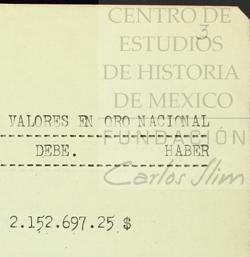 CENTRO DE
3
ESTUDIOS
DE HISTORIA
DE MEXICO
VALORES EN ORO NACIONAL
FUNDACIÓN
DEBE. HABER
Carlos Slim
2.152.697.25 $